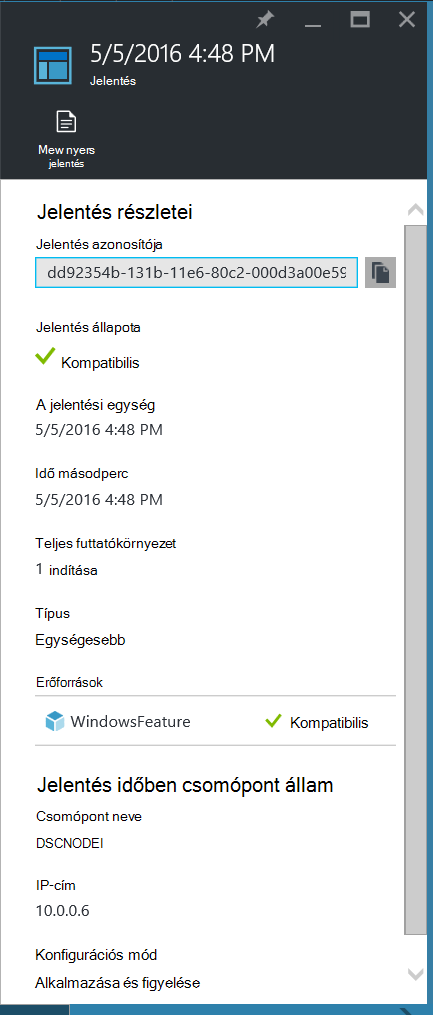 5/5/2016 4:48 PM
Jelentés
Mew nyers
jelentés
Jelentés részletei
Jelentés azonosítója
dd92354b-131b-11e6-80c2-000d3a00e59
Jelentés állapota
Kompatibilis
A jelentési egység
5/5/2016 4:48 PM
Idő másodperc
5/5/2016 4:48 PM
Teljes futtatókörnyezet
1 indítása
Típus
Egységesebb
Erőforrások
WindowsFeature Kompatibilis
Jelentés időben csomópont állam
Csomópont neve
DSCNODEI
IP-cím
10.0.0.6
Konfigurációs mód
Alkalmazása és figyelése